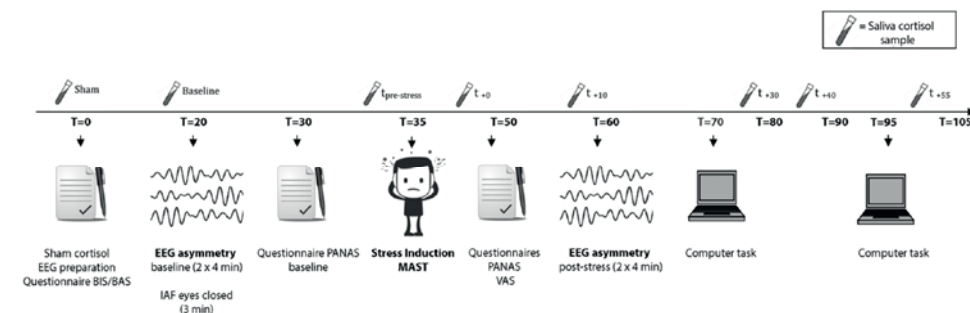 = Saliva cortisol
sample
Sham
Baseline
tpre-stress
t +0
t +10
t +30
t +40
t +55
T=0
T=20
T=30
T=35
T=50
T=60
T=70
T=80
T=90
T=95
T=105
Sham cortisol
EEG preparation
Questionnaire BIS/BAS
EEG asymmetry
baseline (2 x 4 min)
IAF eyes closed
(3 min)
Questionnaire PANAS
baseline
Stress Induction
MAST
Questionnaires
PANAS
VAS
EEG asymmetry
post-stress (2 x 4 min)
Computer task
Computer task